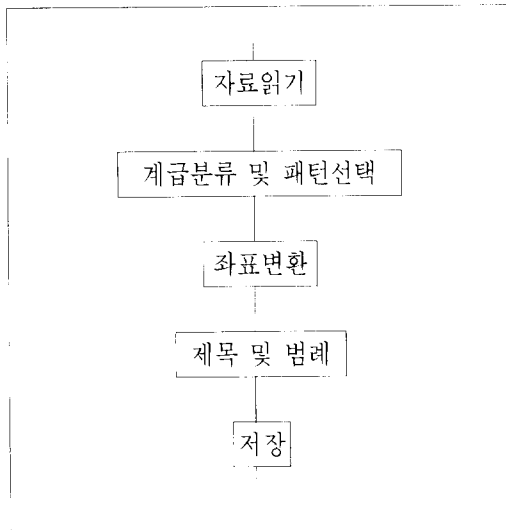 자료읽기
계급분류 및 패턴선택
좌표변환
제목 및 범례
저장